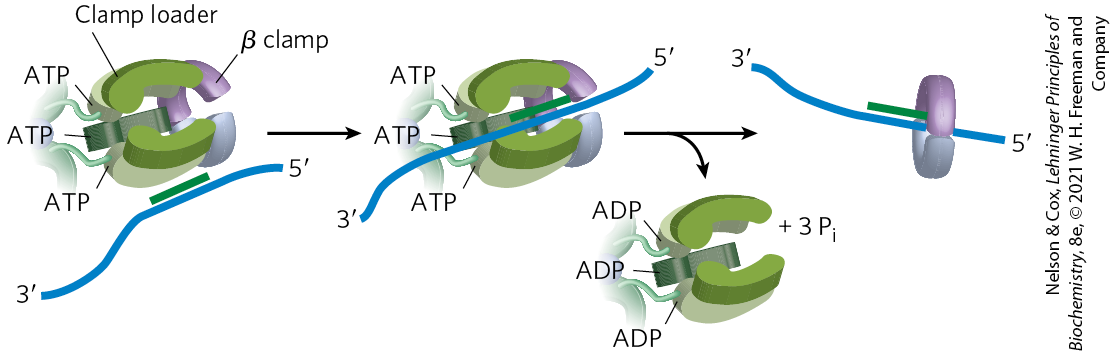 Clamp loader
β clamp
ATP
ATP
ATP
5′
3′
ATP
ATP
ATP
5′
3′
ADP
ADP
ADP
+ 3 Pi
3′
5′
Nelson & Cox, Lehninger Principles of
Biochemistry, 8e, © 2021 W. H. Freeman and
Company